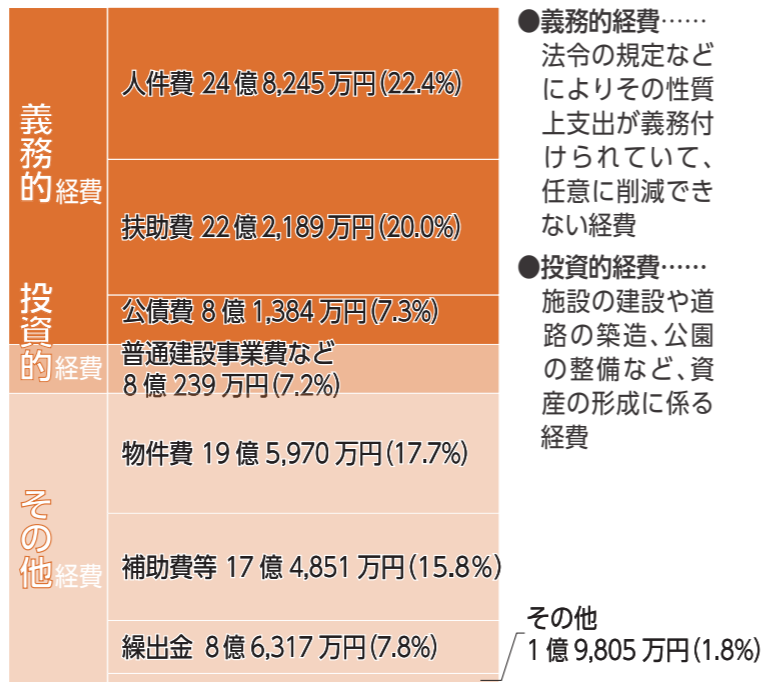 義務的経費
人件費 24億8,245万円(22.4%)
扶助費 22億2,189万円(20.0%)
公債費 8億1,384万円(7.3%)
投資的経費
普通建設事業費など
8億239万円(7.2%)
その他経費
物件費 19億5,970万円(17.7%)
補助費等 17億4,851万円(15.8%)
繰出金 8億6,317万円(7.8%)
その他
1億9,805万円(1.8%)
●義務的経費……
法令の規定など
によりその性質
上支出が義務付
けられていて、
任意に削減でき
ない経費
●投資的経費……
施設の建設や道
路の築造、公園
の整備など、資
産の形成に係る
経費